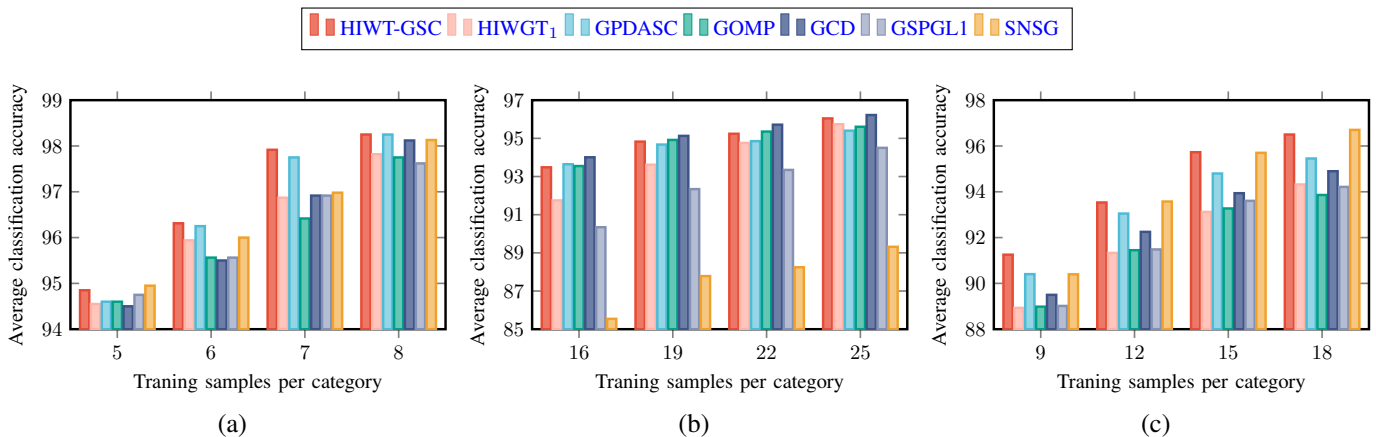 HIWT-GSC HIWGT₁ GPDASC GOMP GCD GSPGL1 SNSG
Average classification accuracy
99
98
97
96
95
94
5 6 7 8
Traning samples per category
(a)
Average classification accuracy
97
95
93
91
89
87
85
16 19 22 25
Traning samples per category
(b)
Average classification accuracy
98
96
94
92
90
88
9 12 15 18
Traning samples per category
(c)